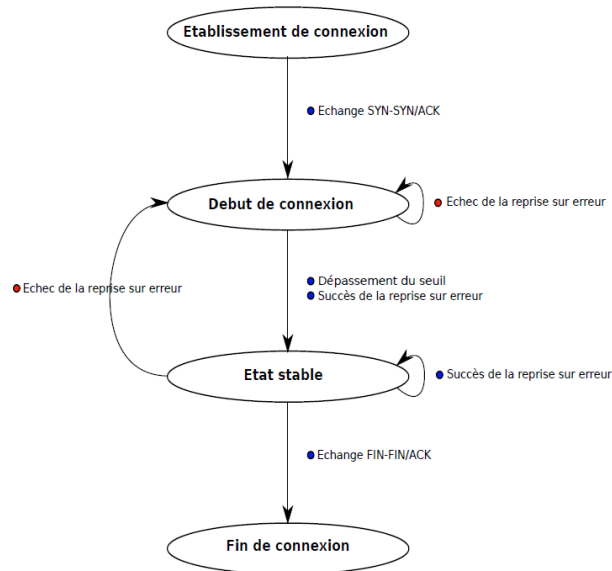 Etablissement de connexion
Echange SYN-SYN/ACK
Debut de connexion
Echec de la reprise sur erreur
Dépassement du seuil
Succès de la reprise sur erreur
Echec de la reprise sur erreur
Etat stable
Succès de la reprise sur erreur
Echange FIN-FIN/ACK
Fin de connexion